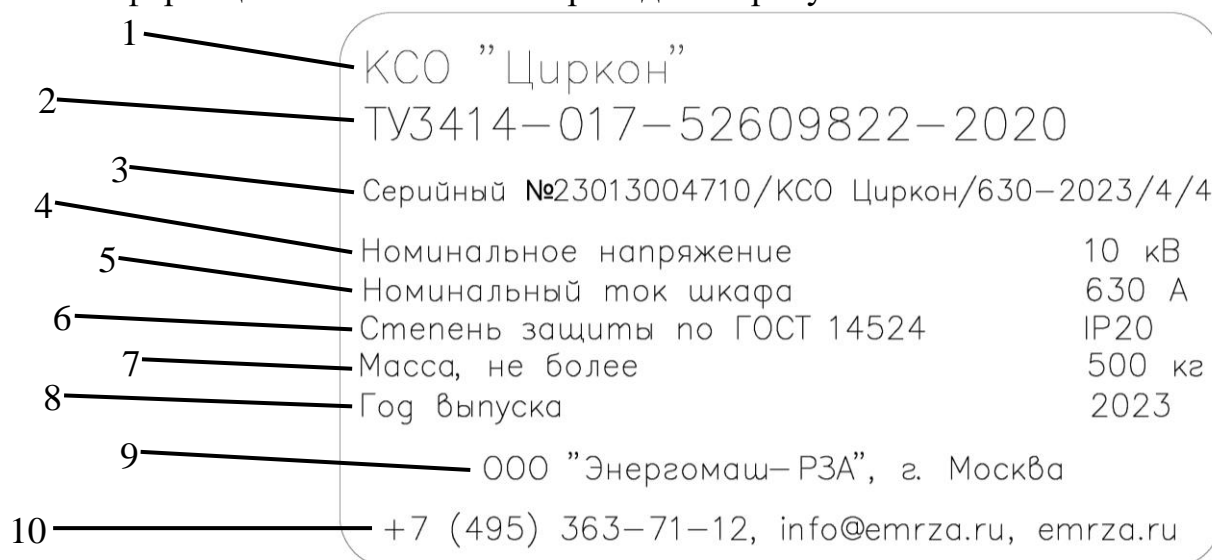 1 КСО "Циркон"
2 ТУ3414-017-52609822-2020
3 Серийный №23013004710/КСО Циркон/630-2023/4/4
4 Номинальное напряжение 10 кВ
5 Номинальный ток шкафа 630 А
6 Степень защиты по ГОСТ 14524 IP20
7 Масса, не более 500 кг
8 Год выпуска 2023
9 ООО "Энергомаш-РЗА", г. Москва
10 +7 (495) 363-71-12, info@emrza.ru, emrza.ru